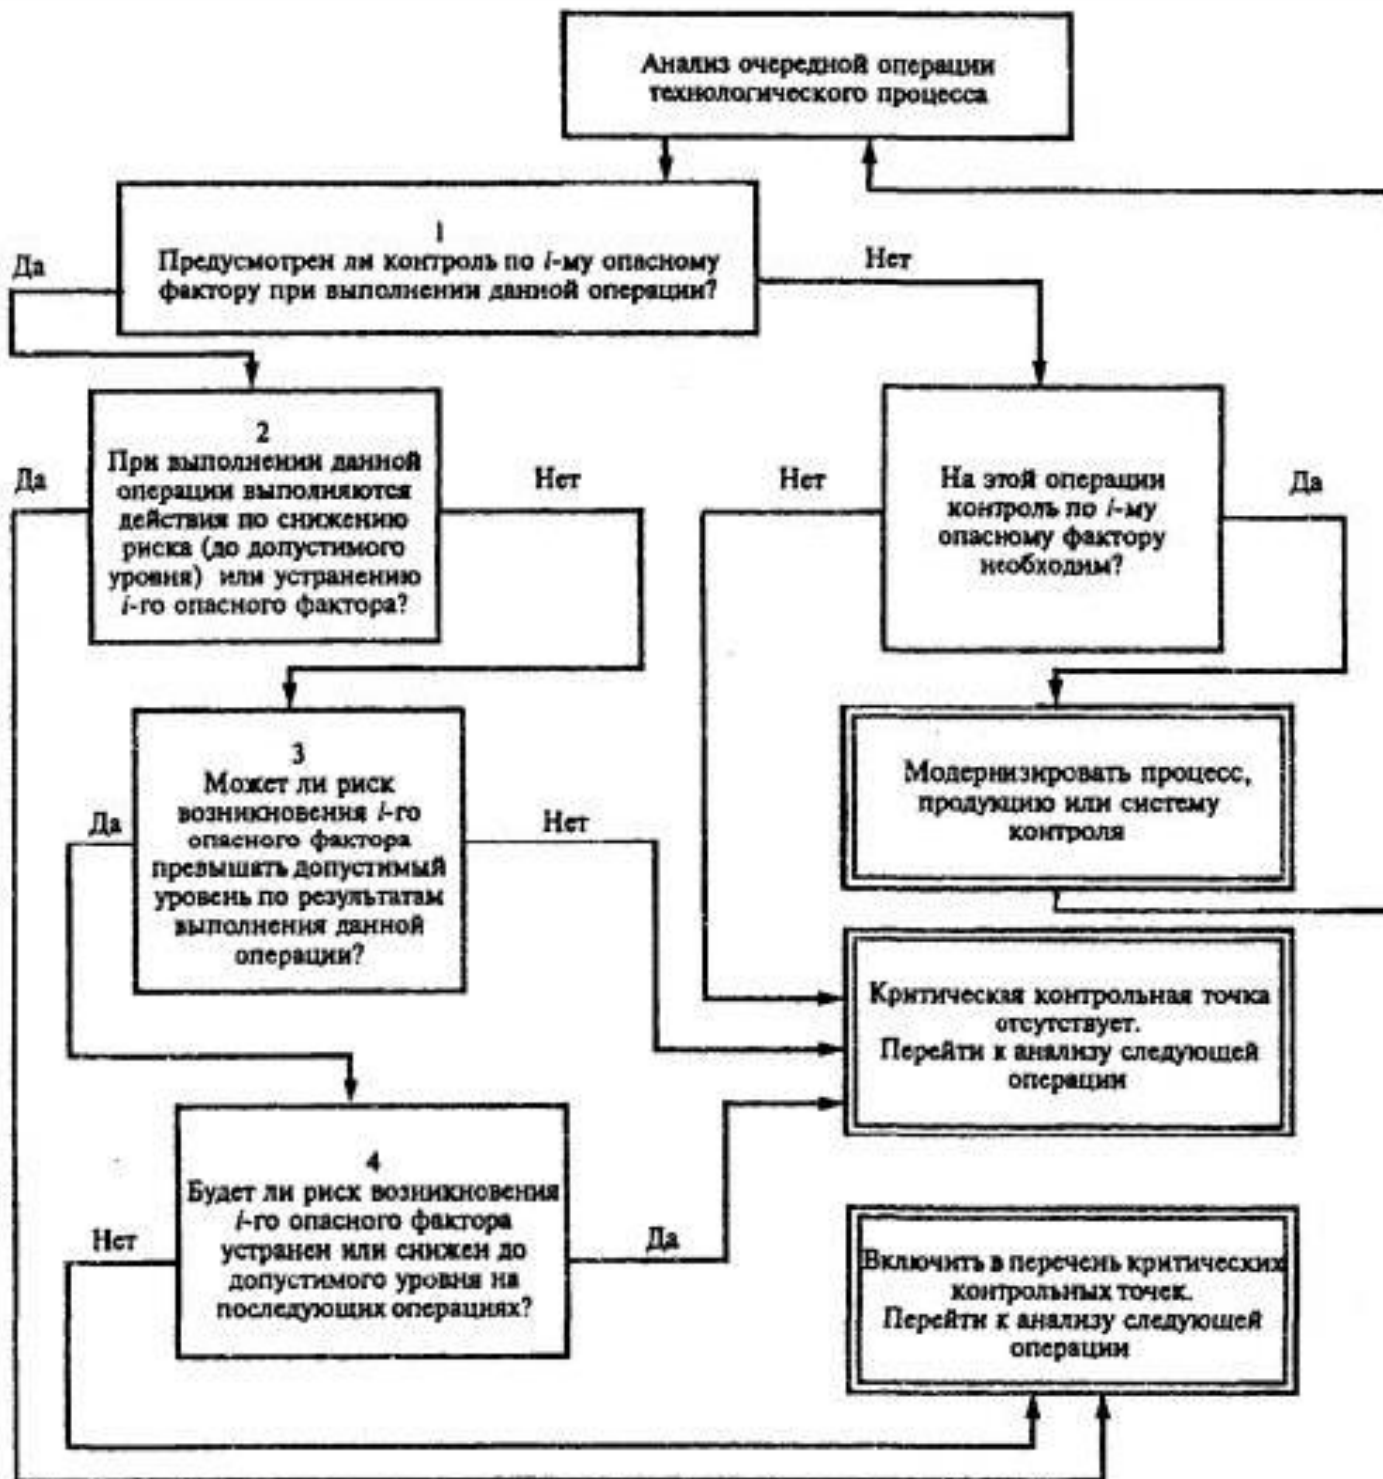 Анализ очередной операции
технологического процесса
1
Предусмотрен ли контроль по i-му опасному
фактору при выполнении данной операции?
Да
Нет
2
При выполнении данной
операции выполняются
действия по снижению
риска (до допустимого
уровня) или устранению
i-го опасного фактора?
Да
Нет
На этой операции
контроль по i-му
опасному фактору
необходим?
Нет
Да
3
Может ли риск
возникновения i-го
опасного фактора
превышать допустимый
уровень по результатам
выполнения данной
операции?
Да
Нет
Модернизировать процесс,
продукцию или систему
контроля
Критическая контрольная точка
отсутствует.
Перейти к анализу следующей
операции
4
Будет ли риск возникновения
i-го опасного фактора
устранен или снижен до
допустимого уровня на
последующих операциях?
Нет
Да
Включить в перечень критических
контрольных точек.
Перейти к анализу следующей
операции